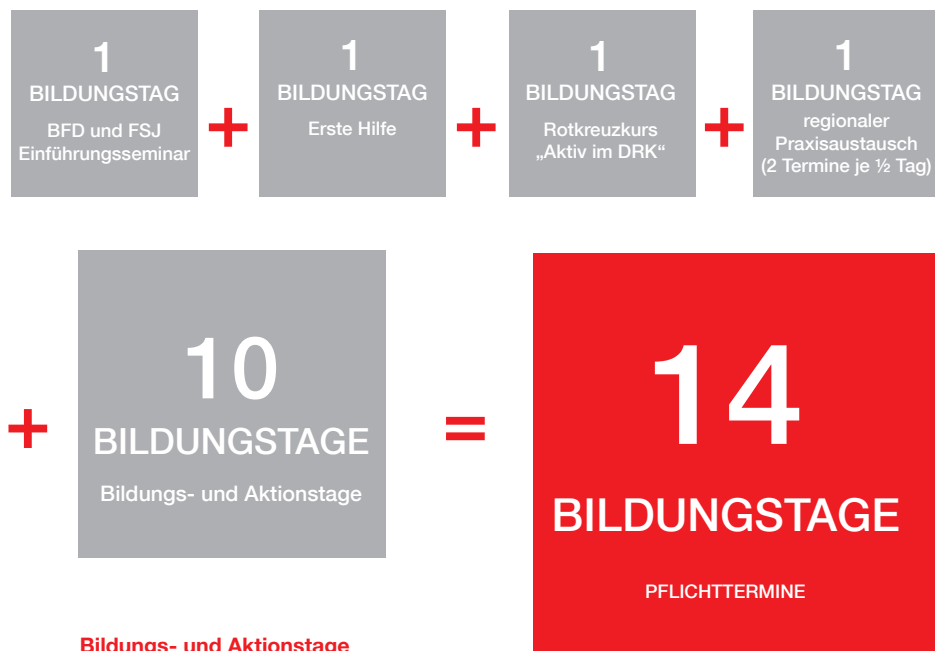 1
BILDUNGSTAG
BFD und FSJ
Einführungsseminar
+
1
BILDUNGSTAG
Erste Hilfe
+
1
BILDUNGSTAG
Rotkreuzkurs
„Aktiv im DRK“
+
1
BILDUNGSTAG
regionaler
Praxisaustausch
(2 Termine je ½ Tag)
+
10
BILDUNGSTAGE
Bildungs- und Aktionstage
=
14
BILDUNGSTAGE
PFLICHTTERMINE
Bildungs- und Aktionstage